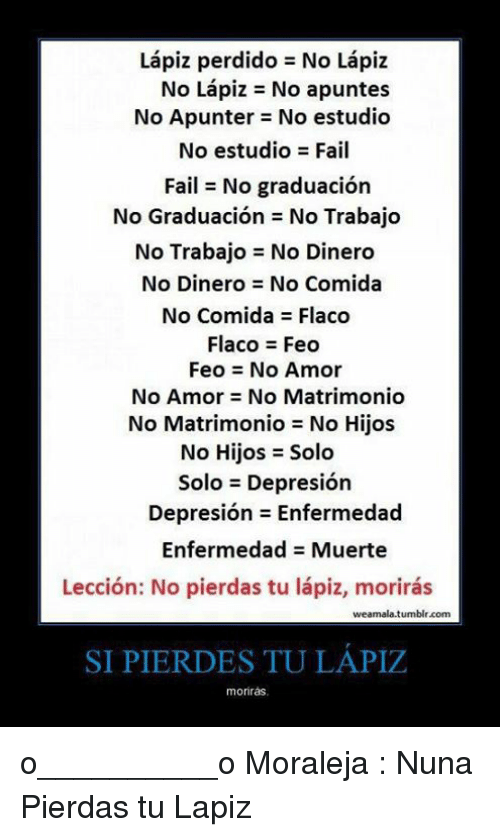 Lápiz perdido = No Lápiz
No Lápiz = No apuntes
No Apunter = No estudio
No estudio = Fail
Fail = No graduación
No Graduación = No Trabajo
No Trabajo = No Dinero
No Dinero = No Comida
No Comida = Flaco
Flaco = Feo
Feo = No Amor
No Amor = No Matrimonio
No Matrimonio = No Hijos
No Hijos = Solo
Solo = Depresión
Depresión = Enfermedad
Enfermedad = Muerte
Lección: No pierdas tu lápiz, morirás
weamala.tumblr.com
SI PIERDES TU LÁPIZ
morirás.
o___________o Moraleja : Nuna
Pierdas tu Lapiz